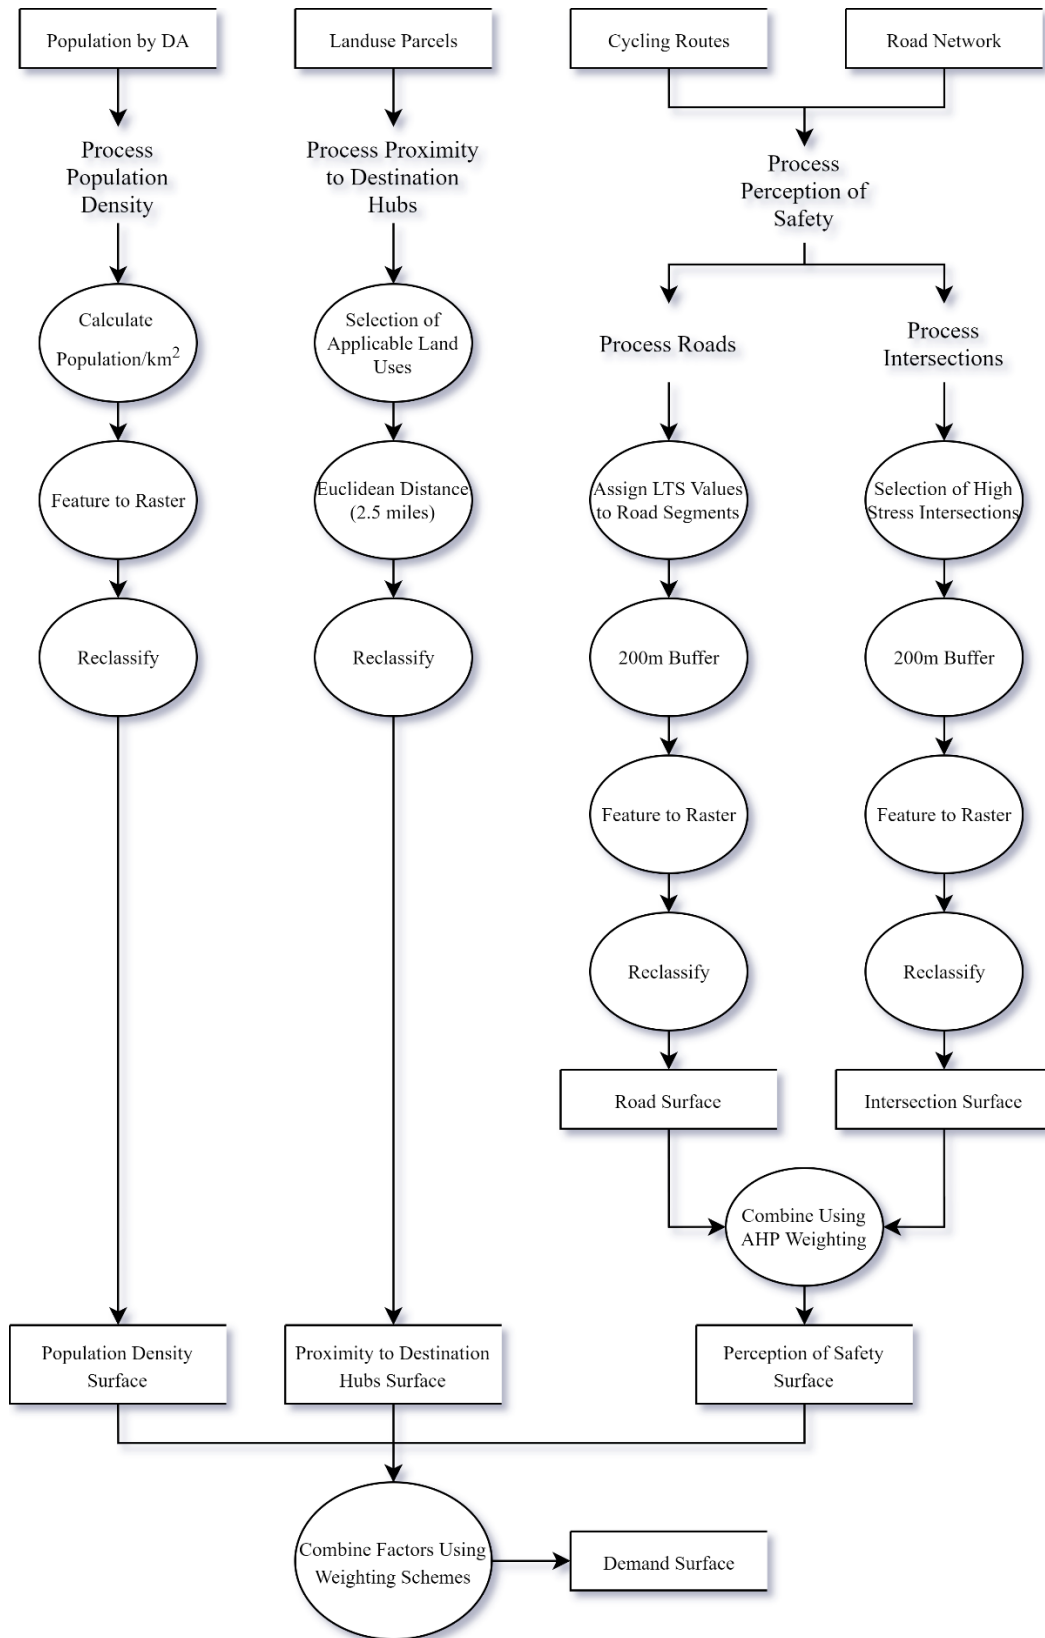 Population by DA
Landuse Parcels
Cycling Routes
Road Network
Process
Population
Density
Process Proximity
to Destination
Hubs
Process
Perception of
Safety
Calculate
Population/km²
Selection of
Applicable Land
Uses
Process Roads
Process
Intersections
Feature to Raster
Euclidean Distance
(2.5 miles)
Assign LTS Values
to Road Segments
Selection of High
Stress Intersections
Reclassify
Reclassify
200m Buffer
200m Buffer
Feature to Raster
Feature to Raster
Reclassify
Reclassify
Road Surface
Intersection Surface
Combine Using
AHP Weighting
Population Density
Surface
Proximity to Destination
Hubs Surface
Perception of Safety
Surface
Combine Factors Using
Weighting Schemes
Demand Surface